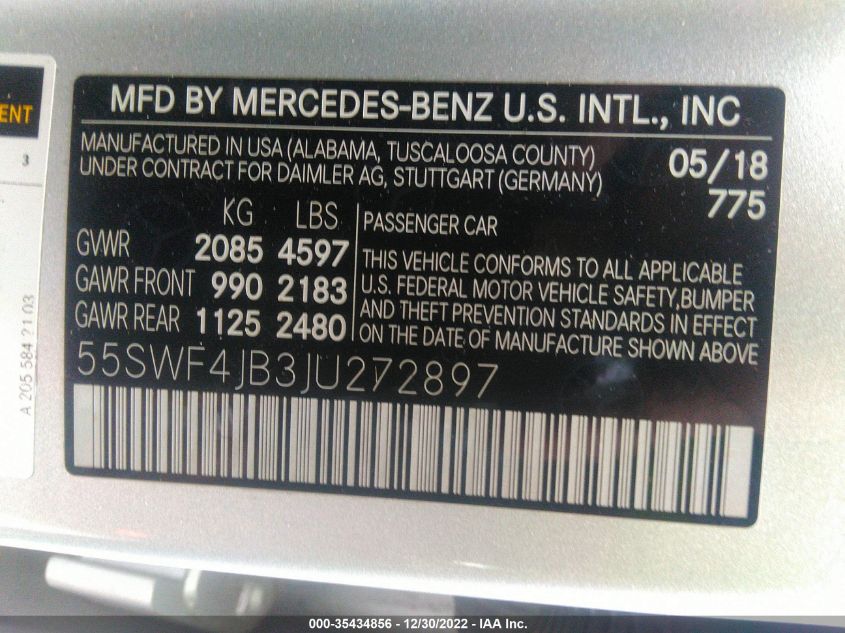 ENT
3
A 205 584 21 03
MFD BY MERCEDES-BENZ U.S. INTL., INC
MANUFACTURED IN USA (ALABAMA, TUSCALOOSA COUNTY)
UNDER CONTRACT FOR DAIMLER AG, STUTTGART (GERMANY)
05/18
775
KG LBS
GVWR 2085 4597
GAWR FRONT 990 2183
GAWR REAR 1125 2480
PASSENGER CAR
THIS VEHICLE CONFORMS TO ALL APPLICABLE
U.S. FEDERAL MOTOR VEHICLE SAFETY,BUMPER
AND THEFT PREVENTION STANDARDS IN EFFECT
ON THE DATE OF MANUFACTURE SHOWN ABOVE
55SWF4JB3JU272897
000-35434856 - 12/30/2022 - IAA Inc.